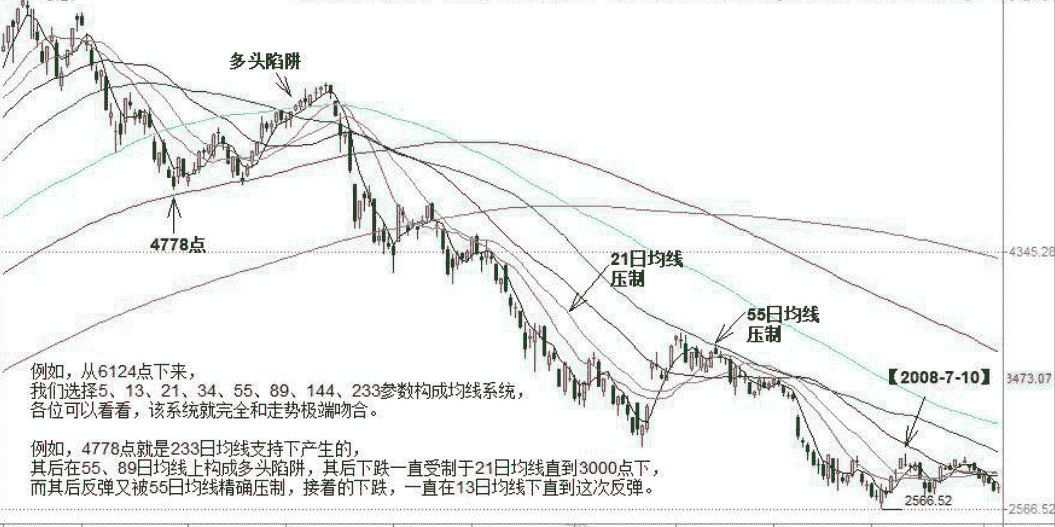 多头陷阱
4778点
4345.28
21日均线
压制
55日均线
压制
例如，从6124点下来，
我们选择5、13、21、34、55、89、144、233参数构成均线系统，
各位可以看看，该系统就完全和走势极端吻合。
3473.07
【2008-7-10】
例如，4778点就是233日均线支持下产生的，
其后在55、89日均线上构成多头陷阱，其后下跌一直受制于21日均线直到3000点下，
而其后反弹又被55日均线精确压制，接着的下跌，一直在13日均线下直到这次反弹。
2566.52
2566.52